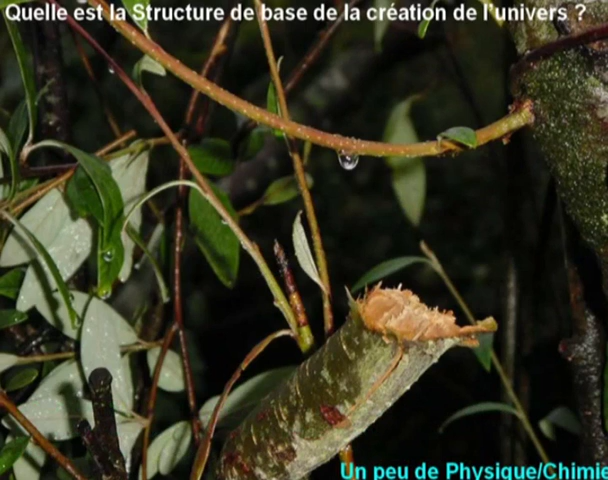 Quelle est la Structure de base de la création de l'univers ?
Un peu de Physique/Chimie